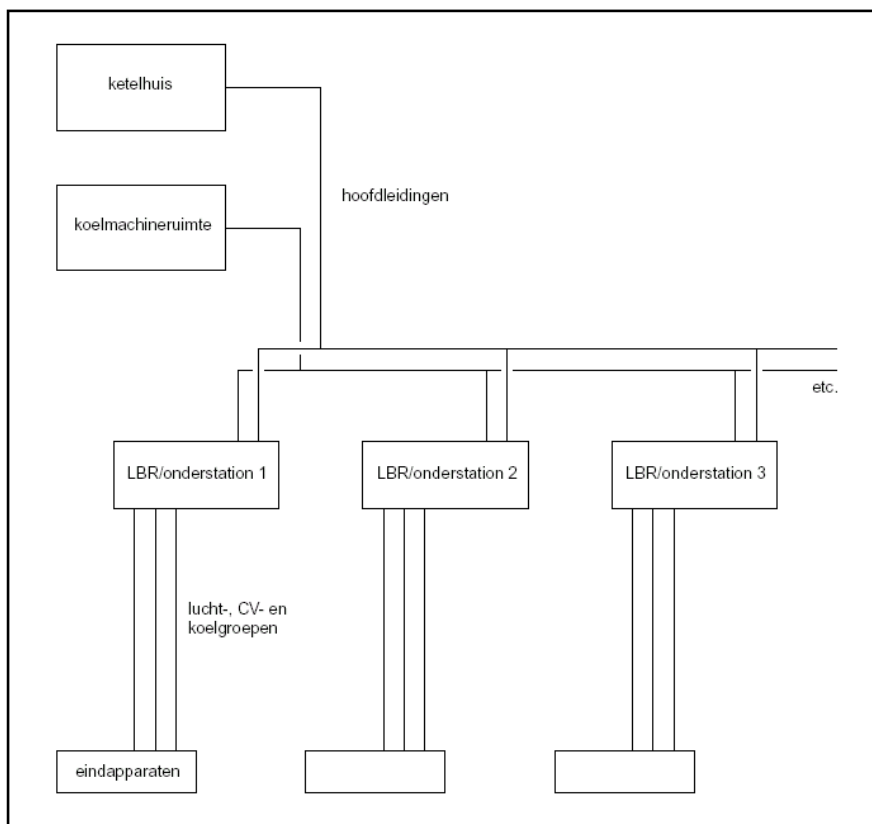 ketelhuis
hoofdleidingen
koelmachineruimte
etc.
LBR/onderstation 1
LBR/onderstation 2
LBR/onderstation 3
lucht-, CV- en
koelgroepen
eindapparaten